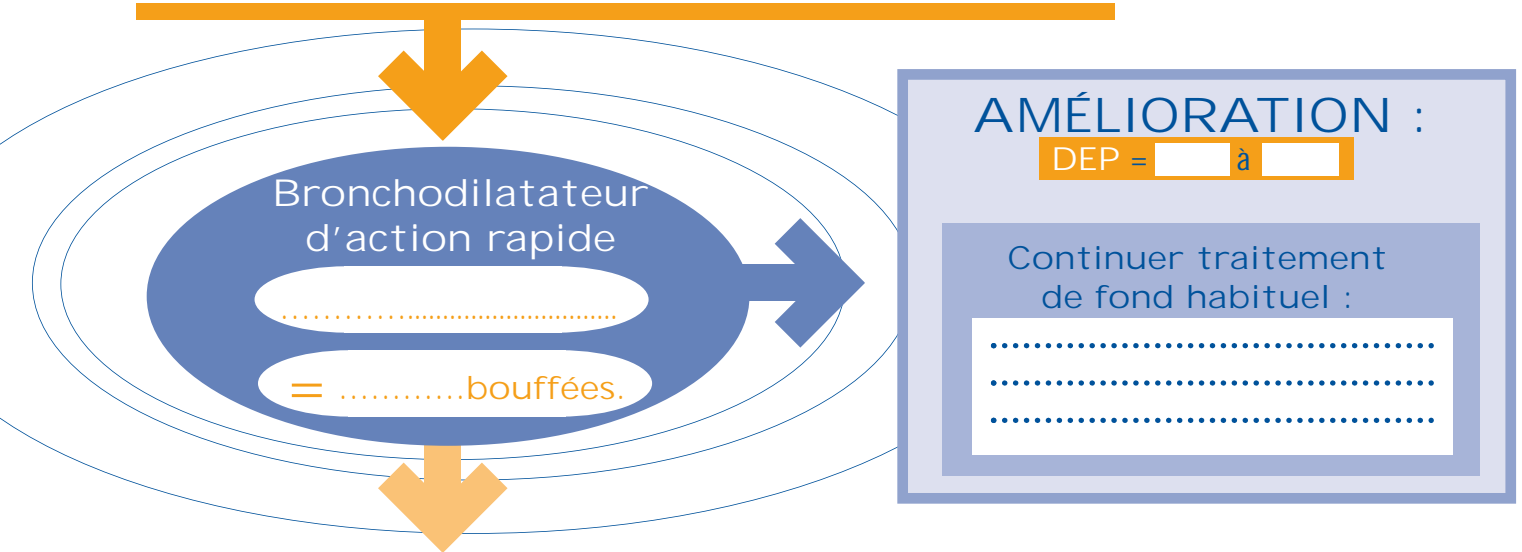 Bronchodilatateur
d'action rapide
…………...............................
= …………bouffées.
AMÉLIORATION :
DEP = à
Continuer traitement
de fond habituel :
.........................................
.........................................
.........................................